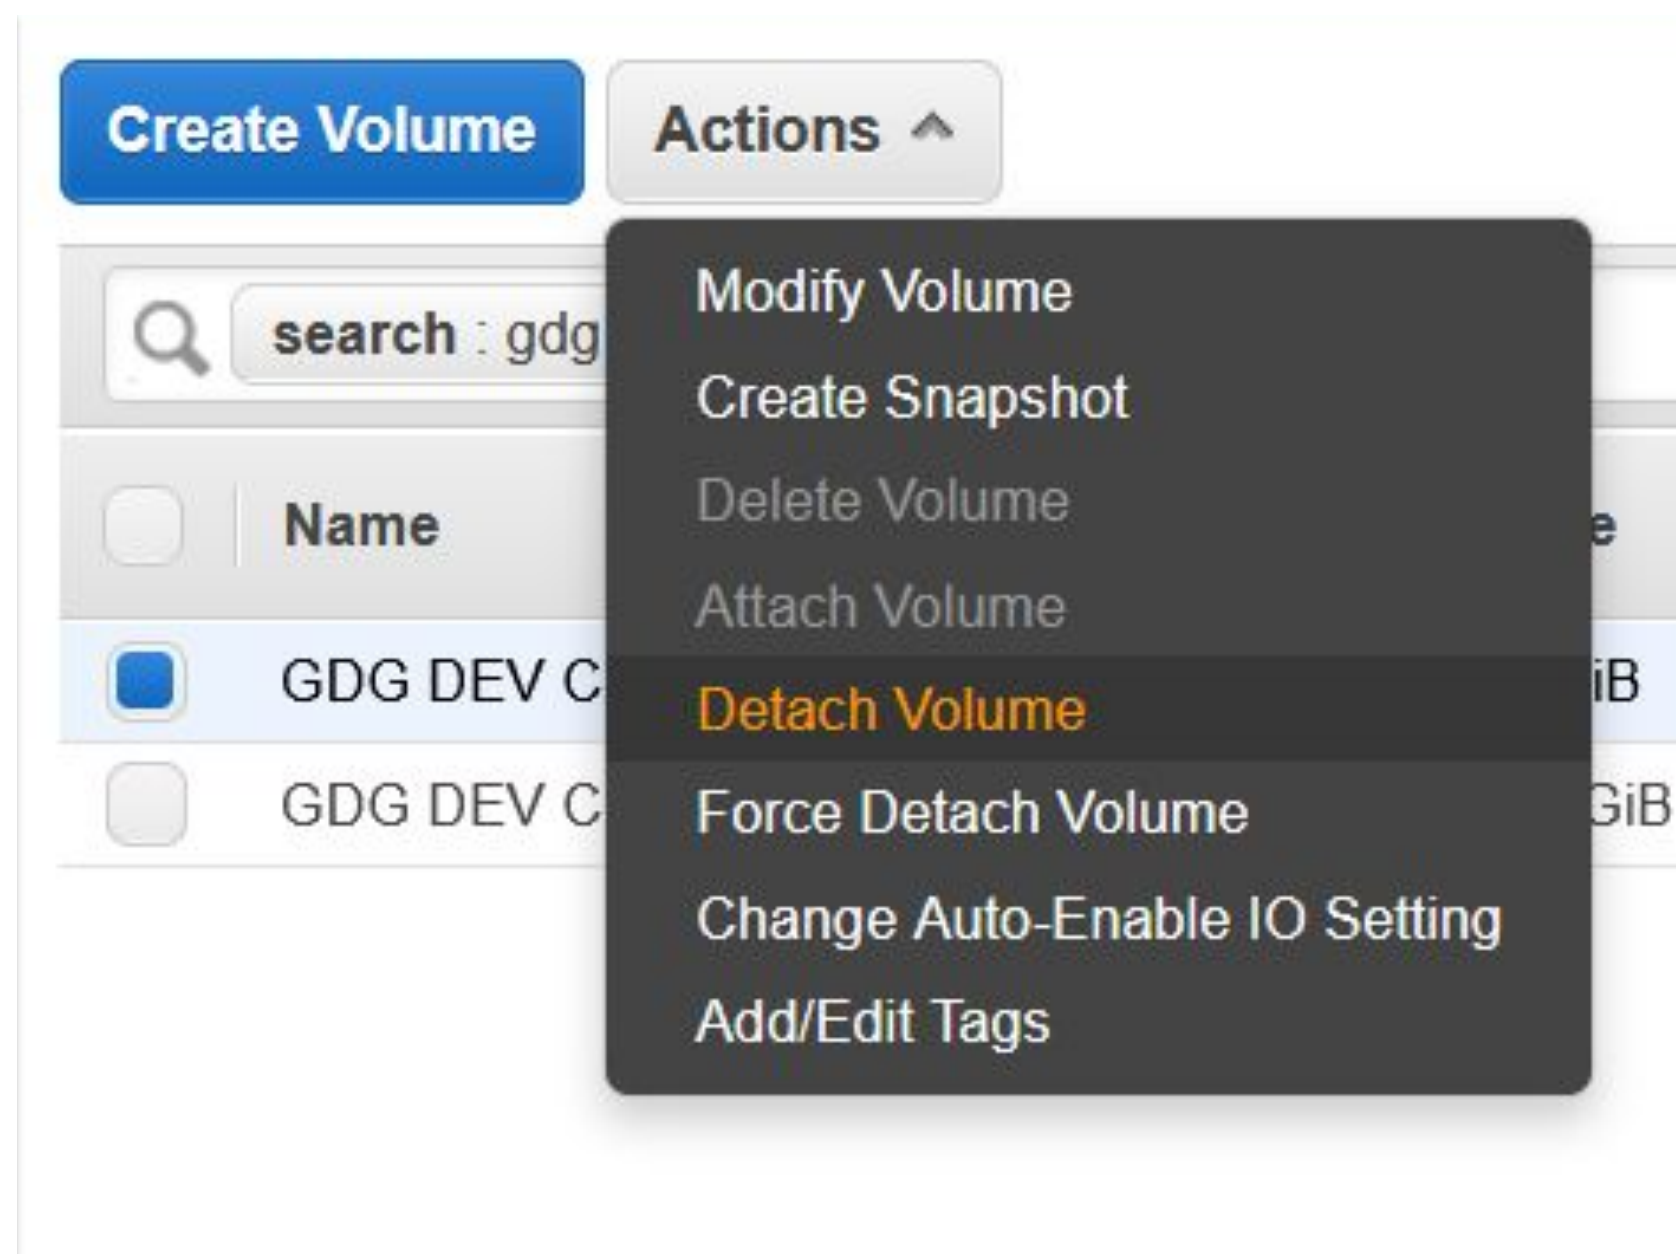 Create Volume Actions
search : gdg
Modify Volume
Create Snapshot
Delete Volume
Attach Volume
Detach Volume
Force Detach Volume
Change Auto-Enable IO Setting
Add/Edit Tags
Name
GDG DEV C
GDG DEV C GiB